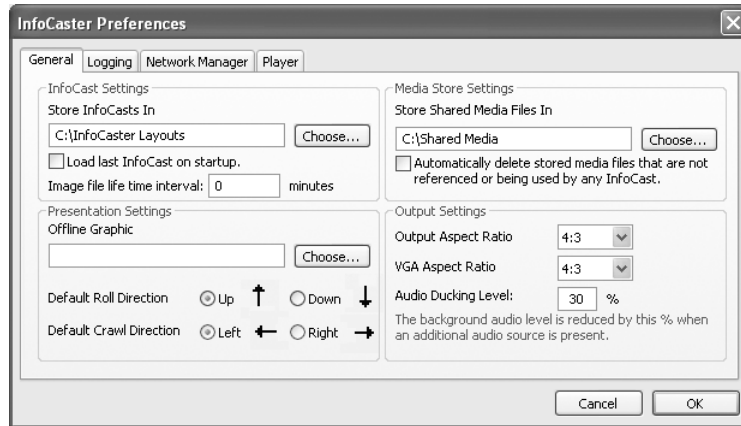 InfoCaster Preferences
General Logging Network Manager Player
InfoCast Settings
Store InfoCasts In
C:\InfoCaster Layouts Choose...
Load last InfoCast on startup.
Image file life time interval: 0 minutes
Media Store Settings
Store Shared Media Files In
C:\Shared Media Choose...
Automatically delete stored media files that are not
referenced or being used by any InfoCast.
Presentation Settings
Offline Graphic
Choose...
Default Roll Direction Up Down
Default Crawl Direction Left Right
Output Settings
Output Aspect Ratio 4:3
VGA Aspect Ratio 4:3
Audio Ducking Level: 30 %
The background audio level is reduced by this % when
an additional audio source is present.
Cancel OK